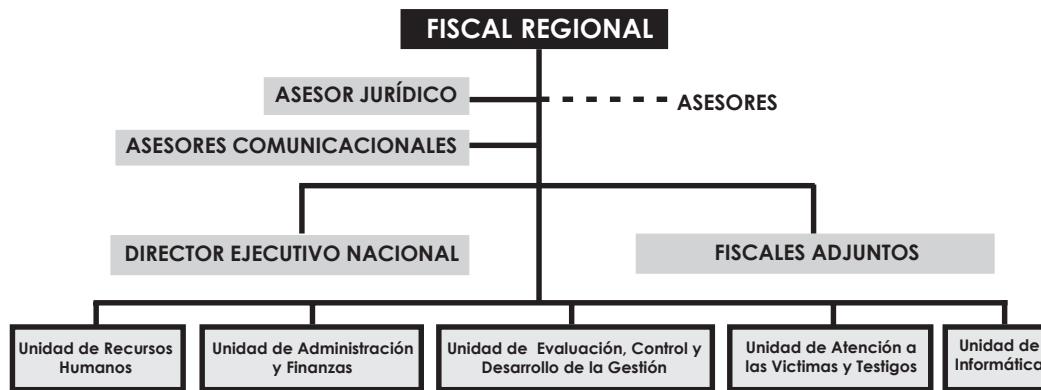 FISCAL REGIONAL
ASESOR JURÍDICO
ASESORES
ASESORES COMUNICACIONALES
DIRECTOR EJECUTIVO NACIONAL
FISCALES ADJUNTOS
Unidad de Recursos
Humanos
Unidad de Administración
y Finanzas
Unidad de Evaluación, Control y
Desarrollo de la Gestión
Unidad de Atención a
las Victimas y Testigos
Unidad de
Informática